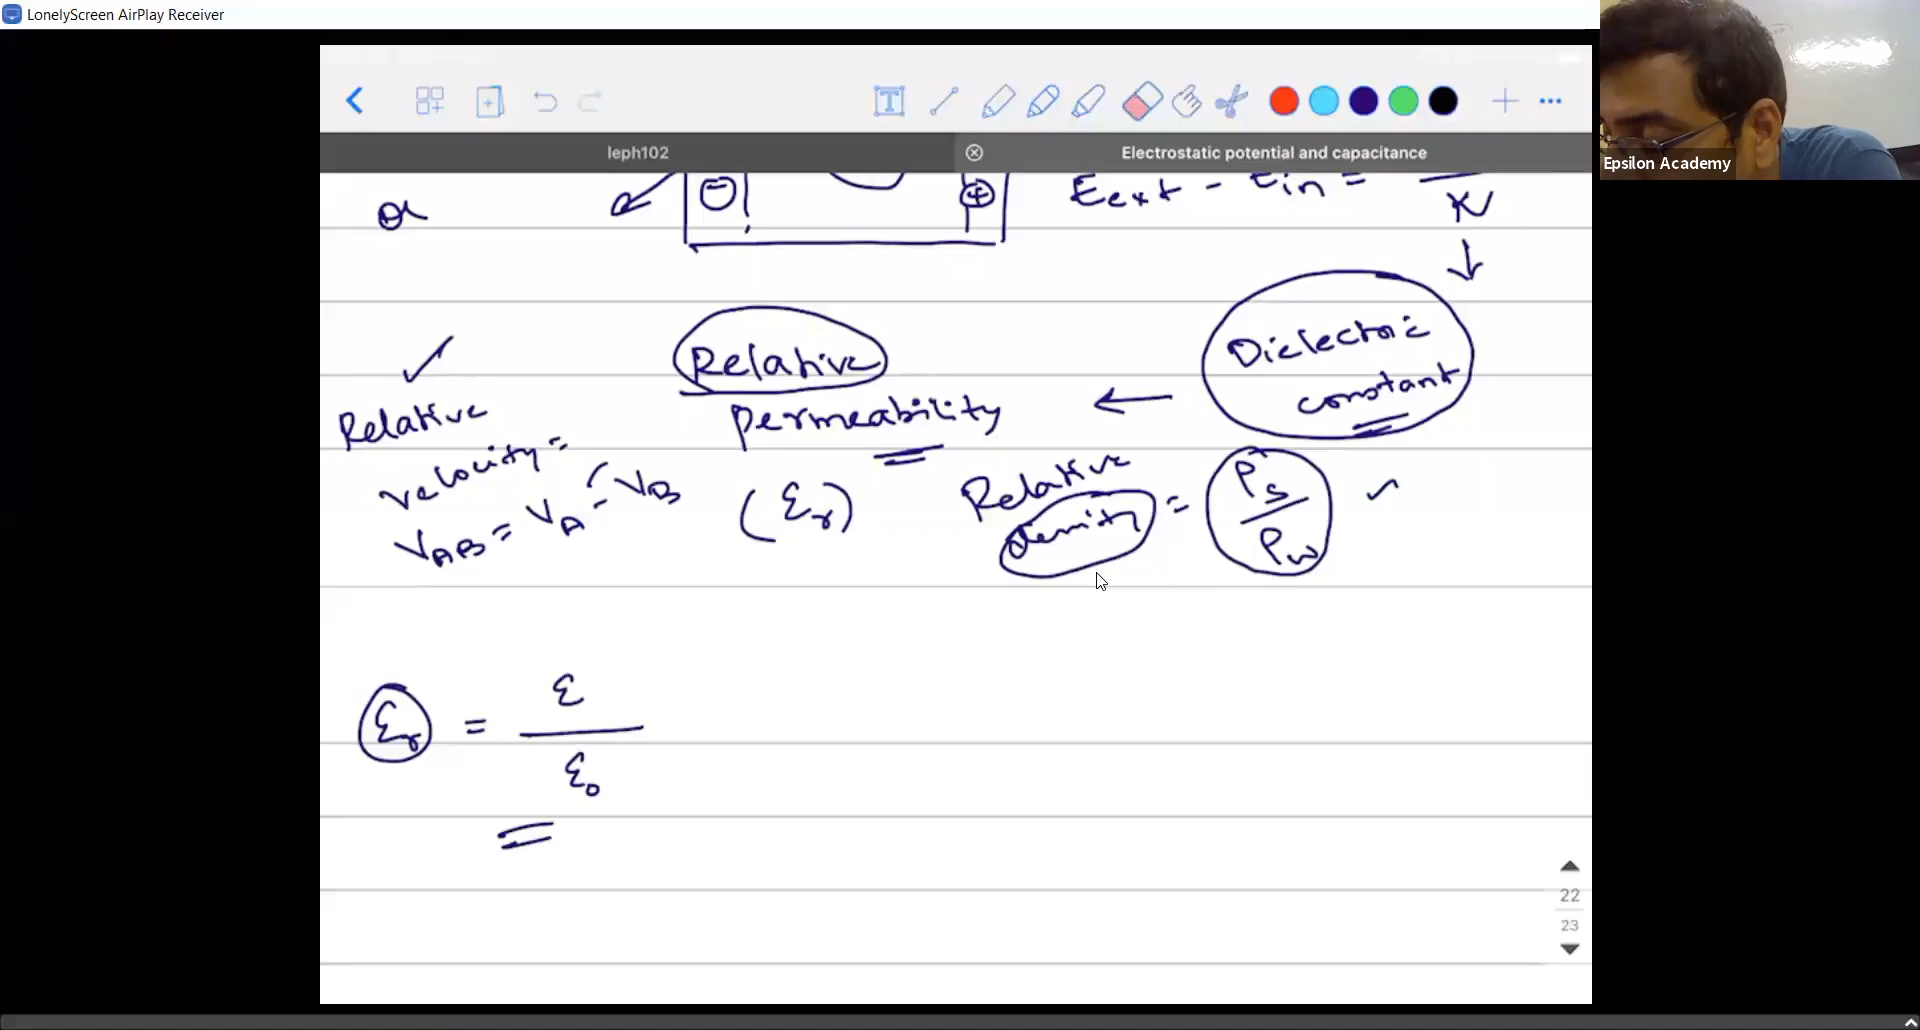 LonelyScreen AirPlay Receiver
Epsilon Academy
leph102
Electrostatic potential and capacitance
or
⊖
⊕
Eext - Ein =
K
Dielectric
constant
Relative
permeability
(εr)
Relative
velocity =
VAB = VA - VB
Relative
density = ρs / ρw
εr = ε / ε0
22
23